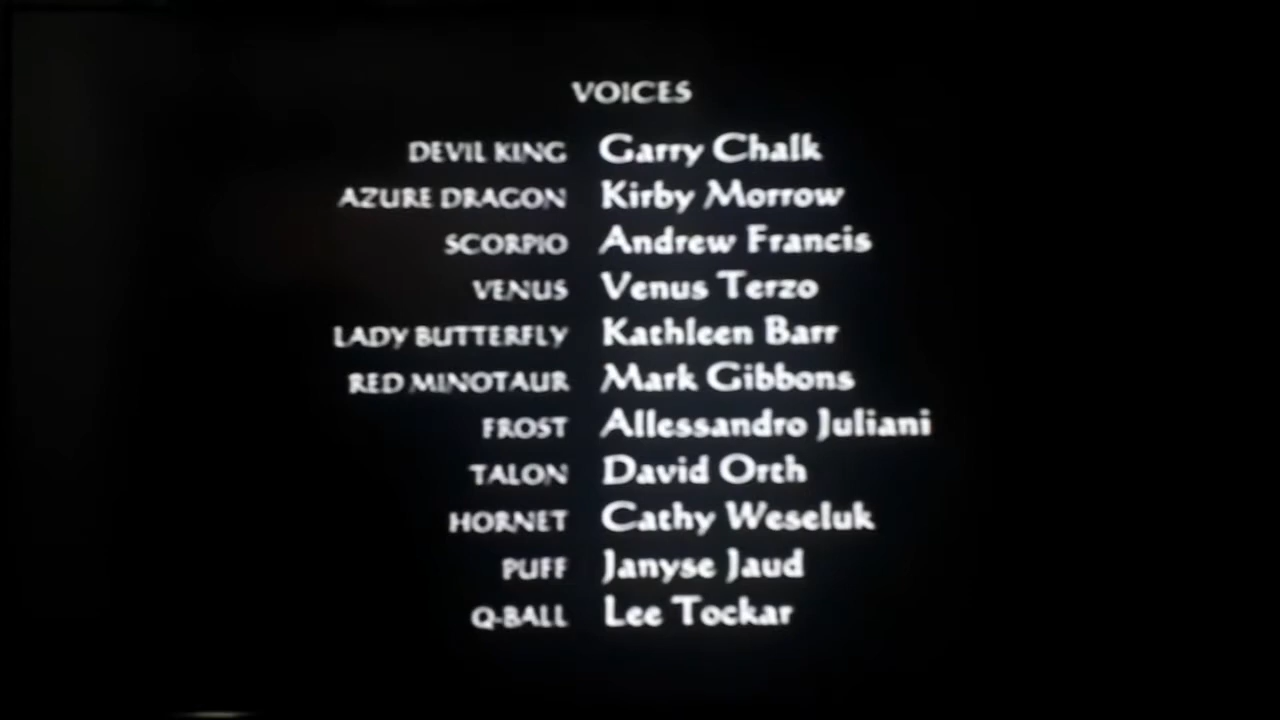 VOICES
DEVIL KING Garry Chalk
AZURE DRAGON Kirby Morrow
SCORPIO Andrew Francis
VENUS Venus Terzo
LADY BUTTERFLY Kathleen Barr
RED MINOTAUR Mark Gibbons
FROST Allessandro Juliani
TALON David Orth
HORNET Cathy Weseluk
PUFF Janyse Jaud
Q-BALL Lee Tockar